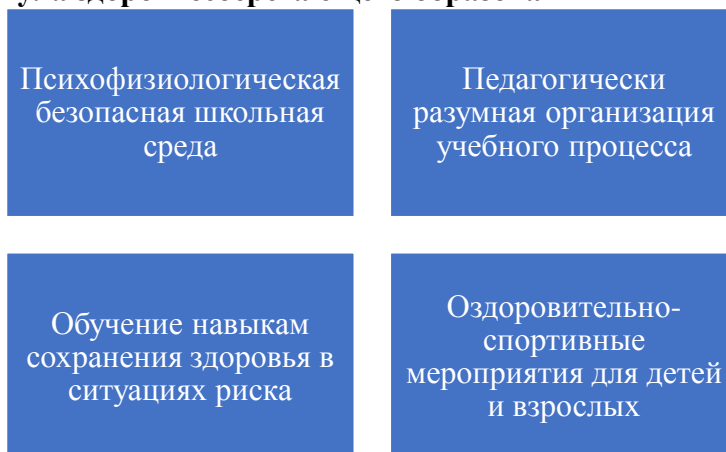 Психофизиологическая
безопасная школьная
среда
Педагогически
разумная организация
учебного процесса
Обучение навыкам
сохранения здоровья в
ситуациях риска
Оздоровительно-
спортивные
мероприятия для детей
и взрослых